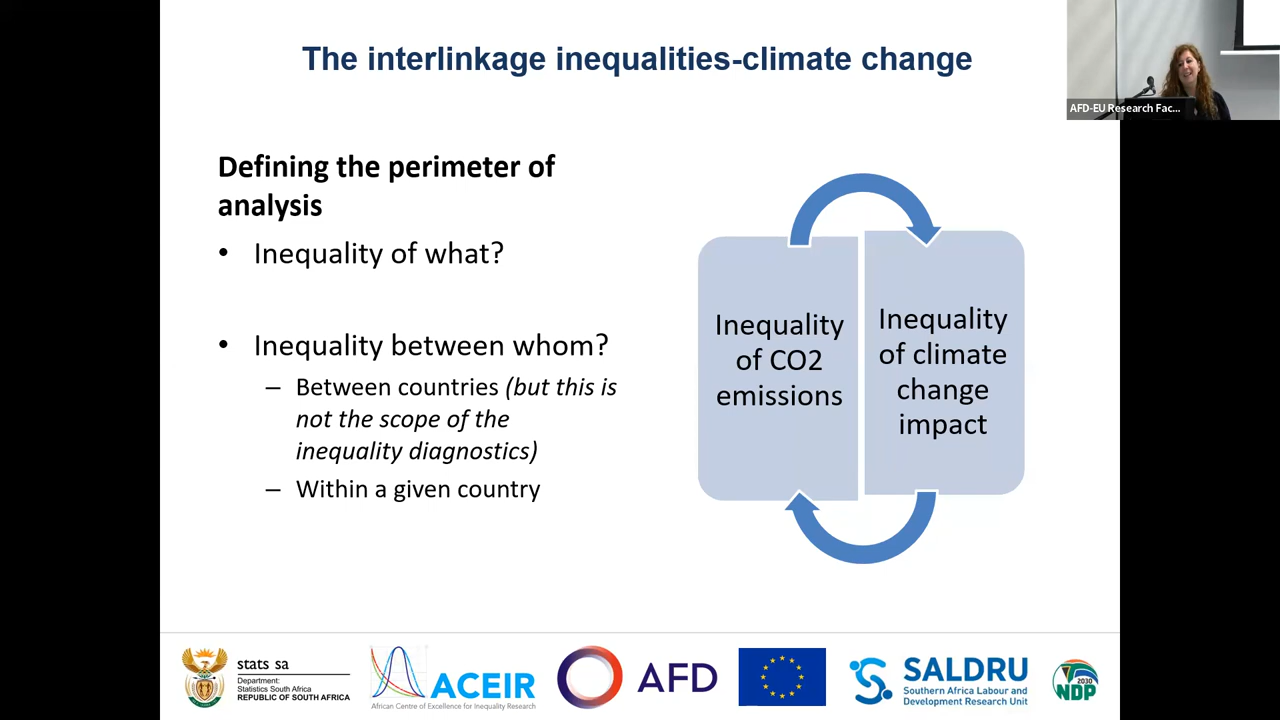 The interlinkage inequalities-climate change
AFD-EU Research Fac...
Defining the perimeter of
analysis
• Inequality of what?
• Inequality between whom?
– Between countries (but this is
not the scope of the
inequality diagnostics)
– Within a given country
Inequality
of CO2
emissions
Inequality
of climate
change
impact
stats sa
Department:
Statistics South Africa
REPUBLIC OF SOUTH AFRICA
ACEIR
African Centre of Excellence for Inequality Research
AFD
SALDRU
Southern Africa Labour and
Development Research Unit
2030
NDP